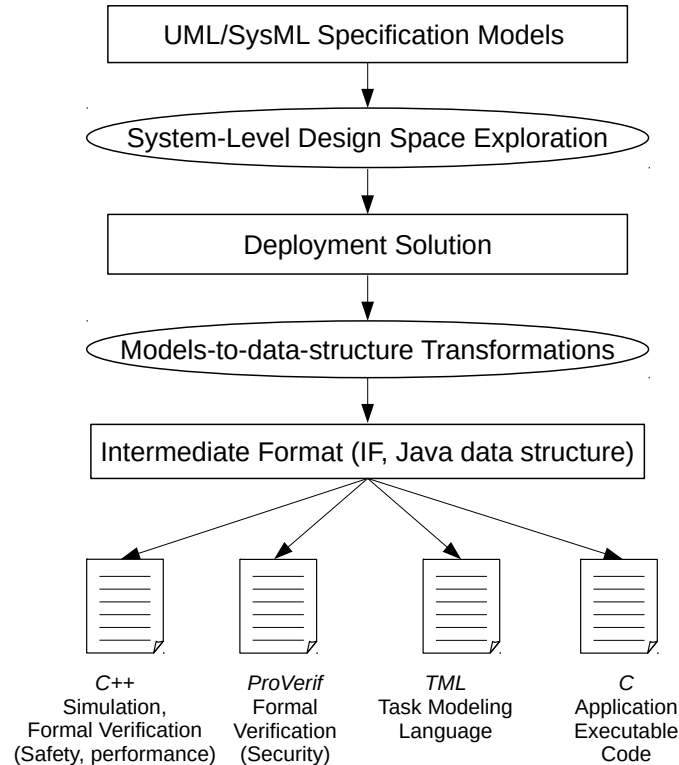 UML/SysML Specification Models
System-Level Design Space Exploration
Deployment Solution
Models-to-data-structure Transformations
Intermediate Format (IF, Java data structure)
C++
Simulation,
Formal Verification
(Safety, performance)
ProVerif
Formal
Verification
(Security)
TML
Task Modeling
Language
C
Application
Executable
Code